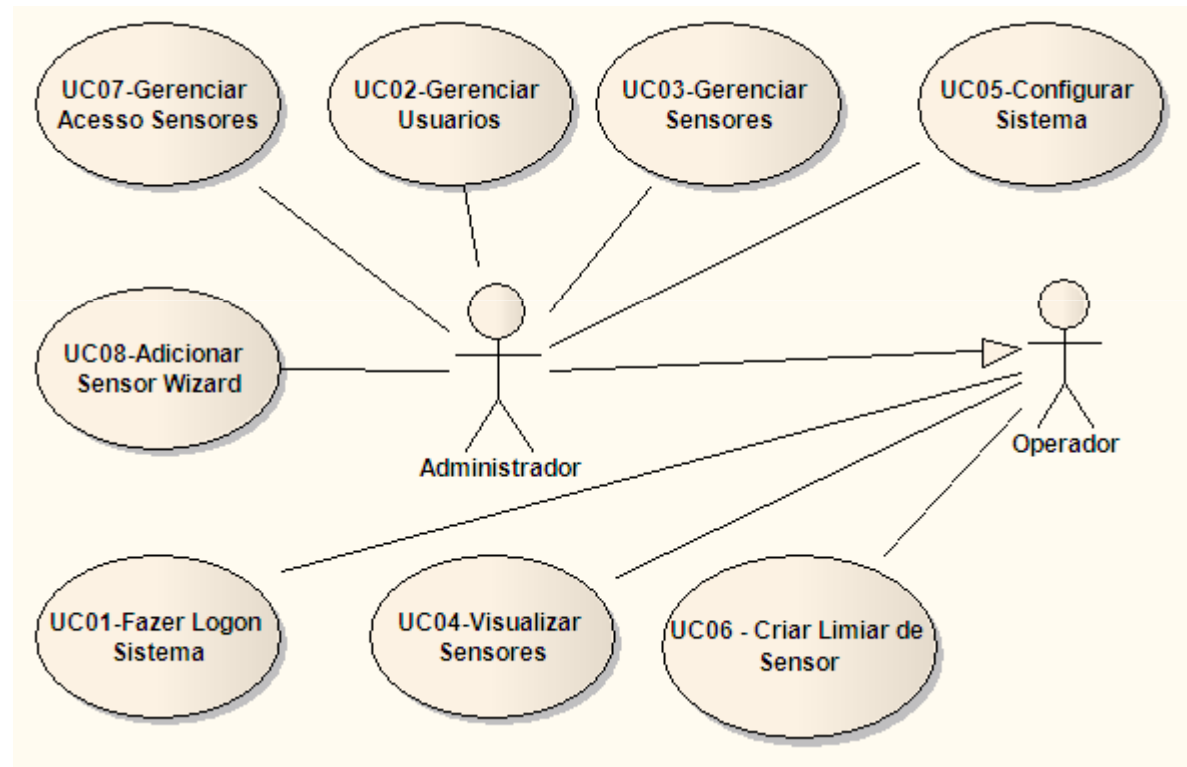 UC07-Gerenciar
Acesso Sensores
UC02-Gerenciar
Usuarios
UC03-Gerenciar
Sensores
UC05-Configurar
Sistema
UC08-Adicionar
Sensor Wizard
Administrador
Operador
UC01-Fazer Logon
Sistema
UC04-Visualizar
Sensores
UC06 - Criar Limiar de
Sensor